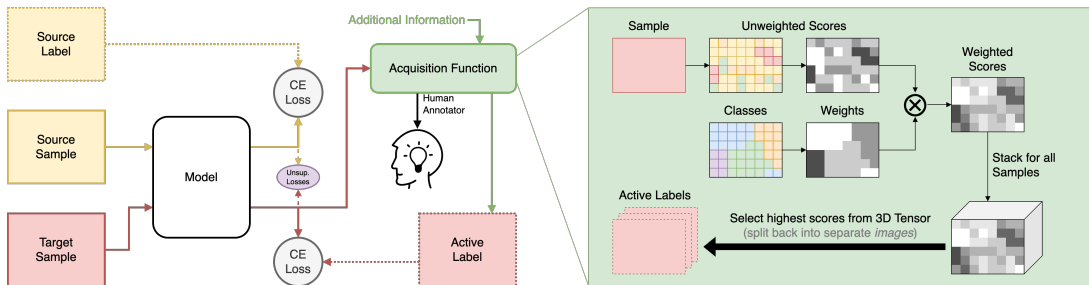 Source
Label
Source
Sample
Target
Sample
Model
CE
Loss
Unsup.
Losses
CE
Loss
Additional Information
Acquisition Function
Human
Annotator
Active
Label
Sample
Unweighted Scores
Weighted
Scores
Classes
Weights
Stack for all
Samples
Active Labels
Select highest scores from 3D Tensor
(split back into separate images)